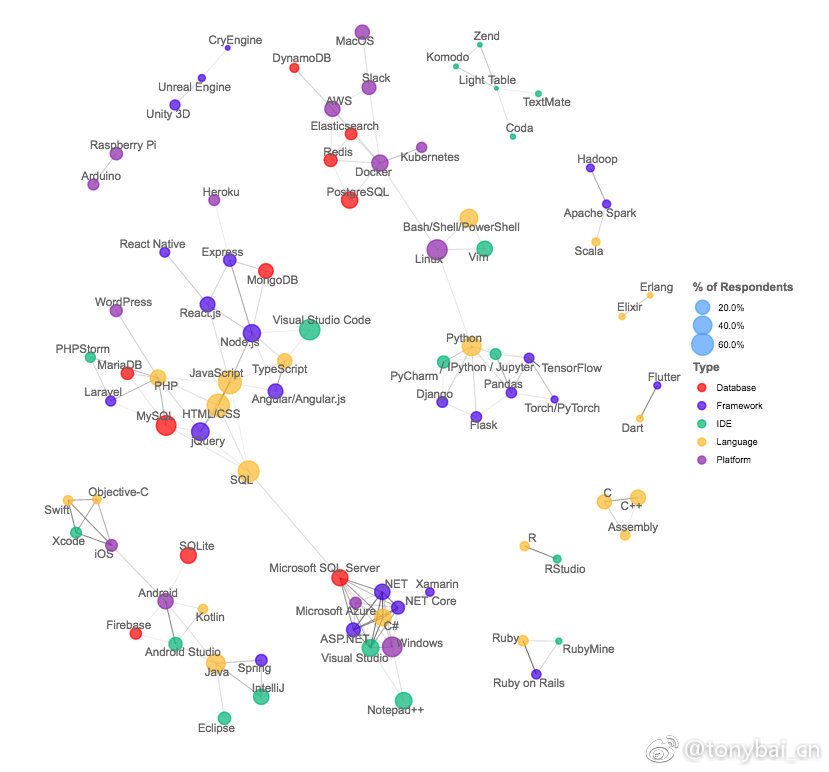 CryEngine
Unreal Engine
Unity 3D
MacOS
DynamoDB
Slack
AWS
Elasticsearch
Redis
Docker
Kubernetes
PostgreSQL
Zend
Komodo
Light Table
TextMate
Coda
Raspberry Pi
Arduino
Hadoop
Apache Spark
Scala
Heroku
React Native
Express
MongoDB
React.js
Node.js
Visual Studio Code
WordPress
PHPStorm
MariaDB
PHP
JavaScript
TypeScript
Laravel
Angular/Angular.js
HTML/CSS
MySQL
jQuery
SQL
Bash/Shell/PowerShell
Linux
Vim
Python
PyCharm
IPython / Jupyter
TensorFlow
Django
Pandas
Flask
Torch/PyTorch
Erlang
Elixir
Flutter
Dart
% of Respondents
20.0%
40.0%
60.0%
Type
Database
Framework
IDE
Language
Platform
Objective-C
Swift
Xcode
iOS
SQLite
Android
Kotlin
Firebase
Android Studio
Java
Spring
IntelliJ
Eclipse
Microsoft SQL Server
.NET
Xamarin
Microsoft Azure
.NET Core
C#
ASP.NET
Windows
Visual Studio
Notepad++
C
C++
Assembly
R
RStudio
Ruby
RubyMine
Ruby on Rails
@tonybai_cn